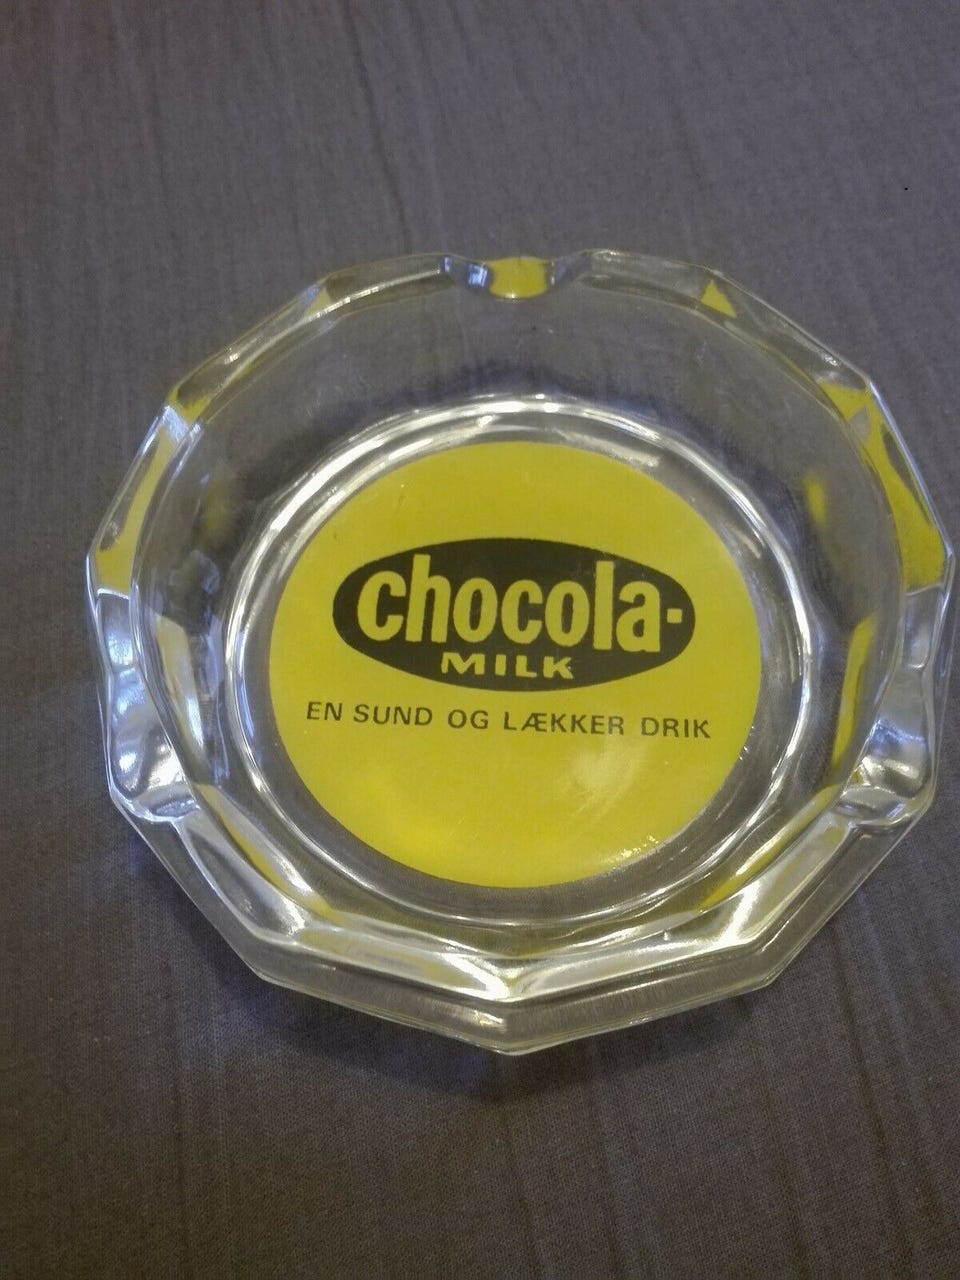 chocola-
MILK
EN SUND OG LÆKKER DRIK